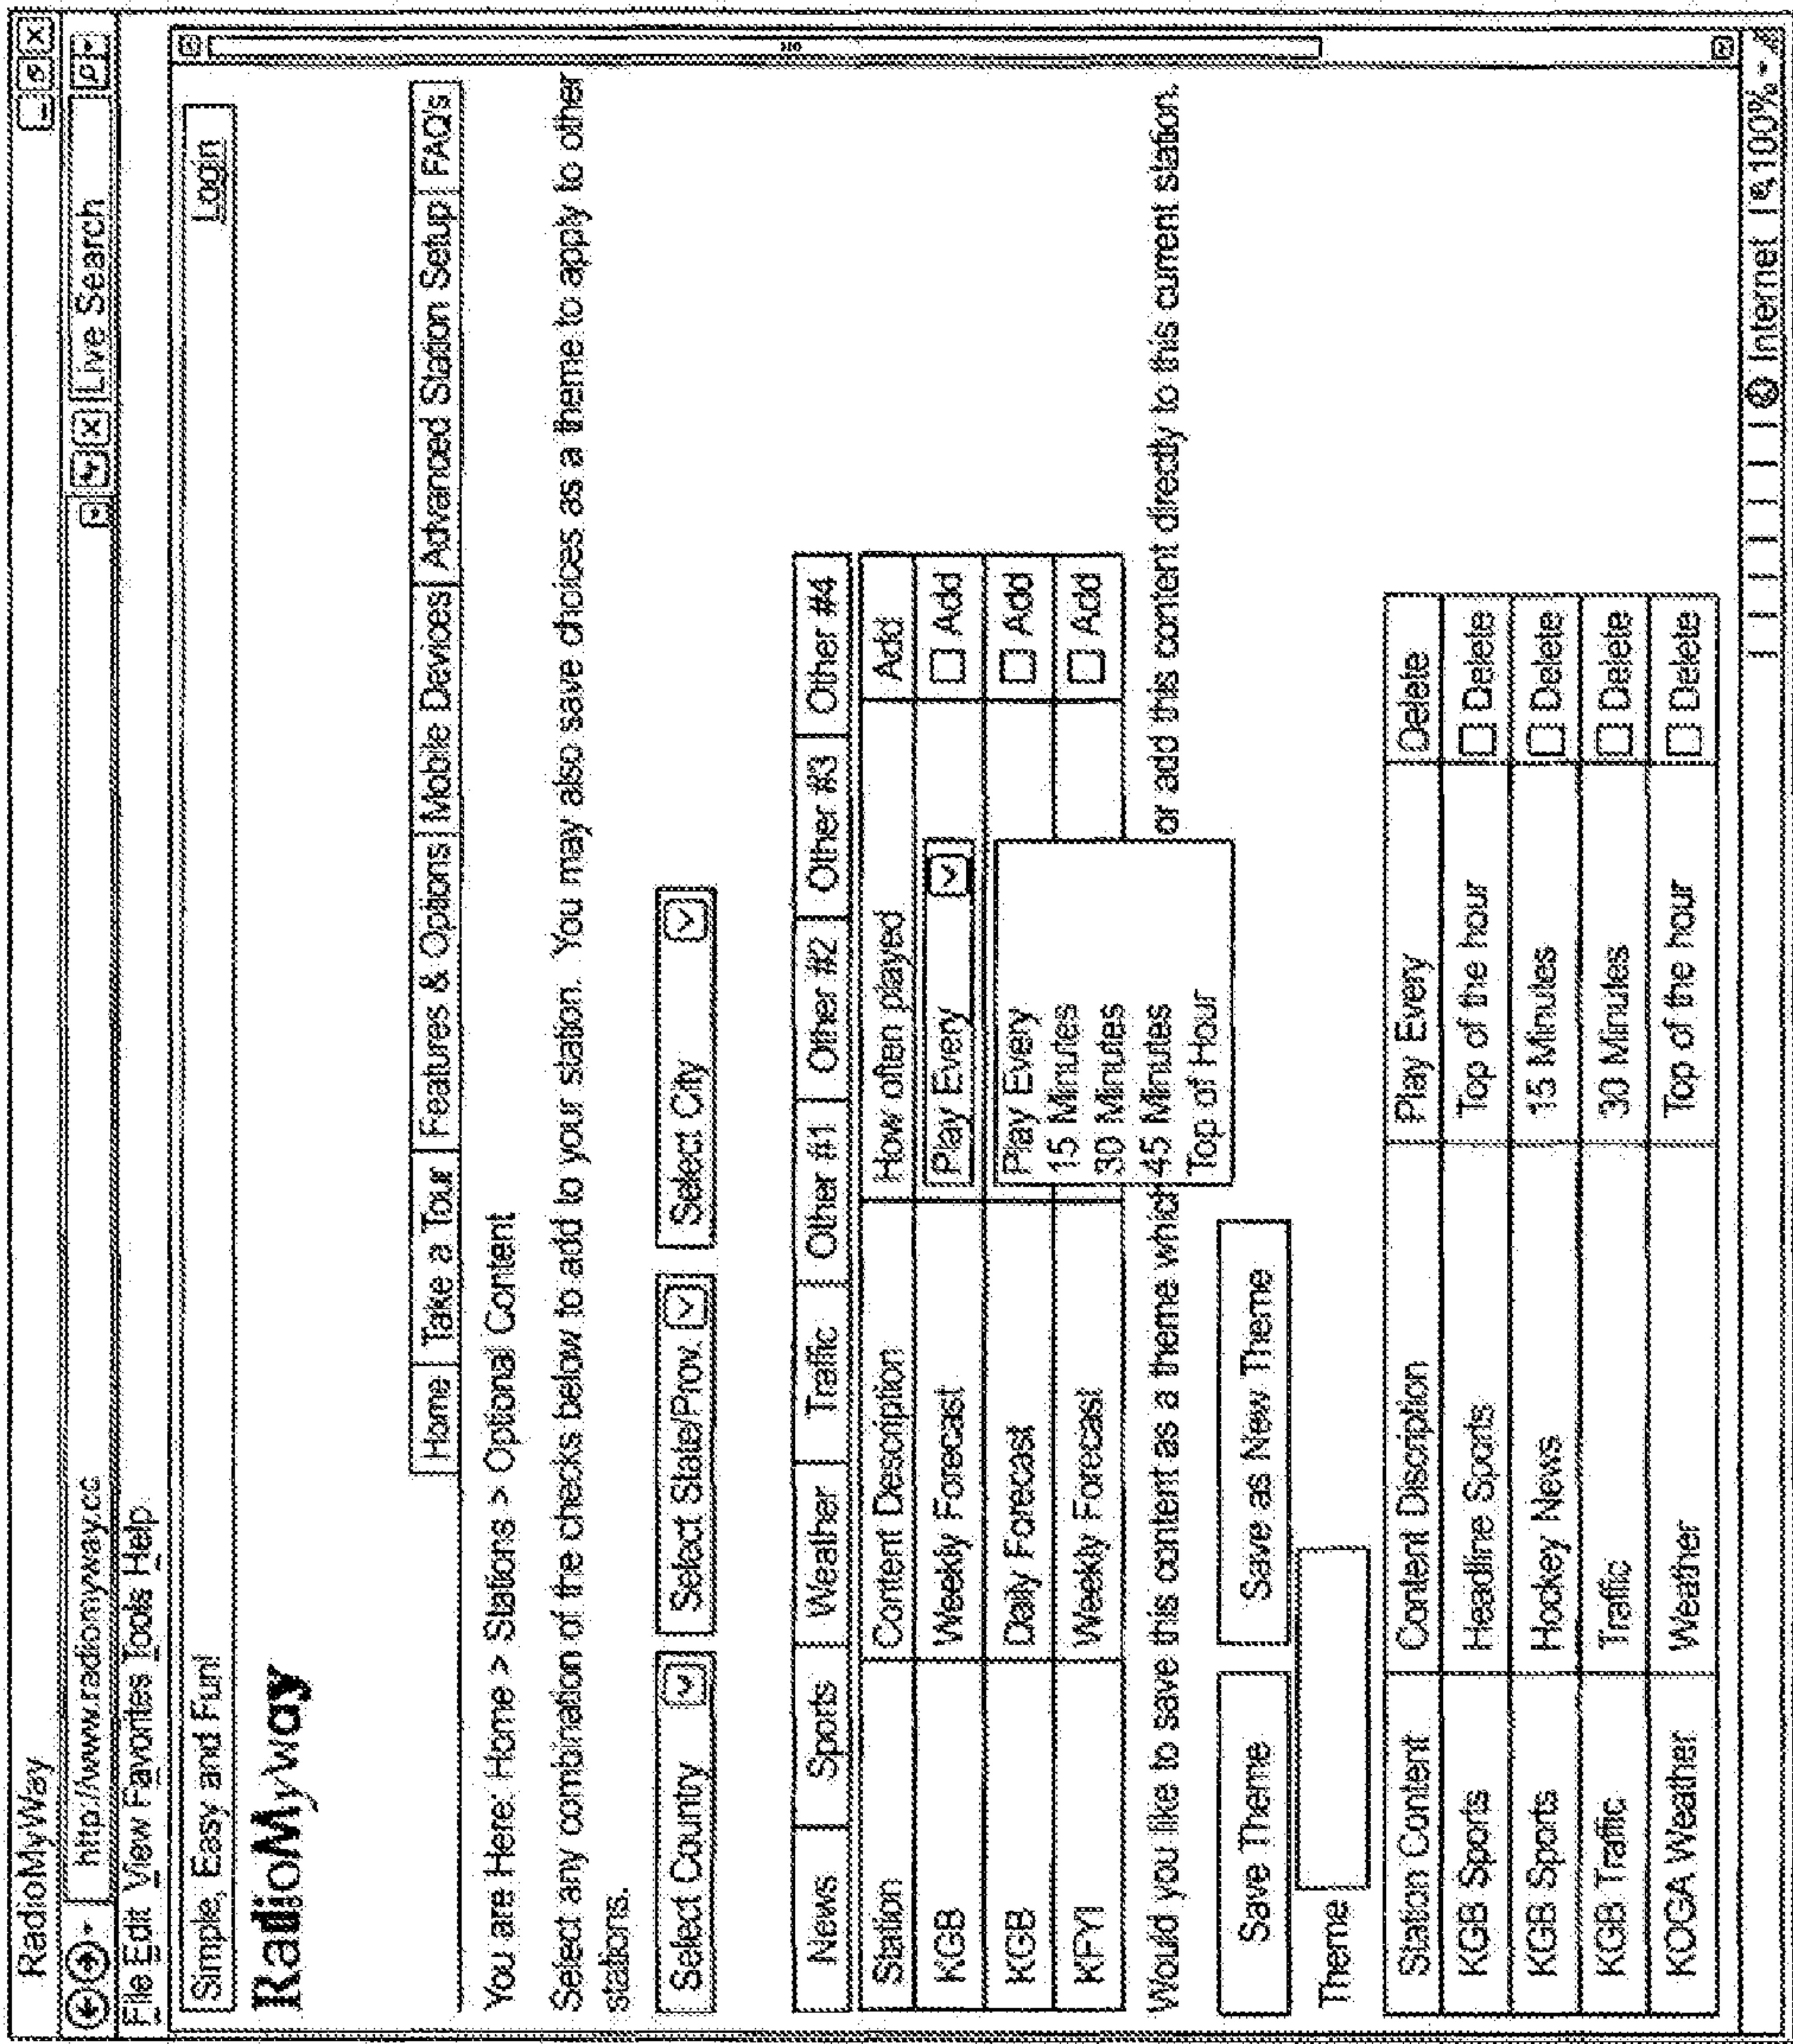 RadioMyWay
http://www.radiomyway.cc
Live Search
File Edit View Favorites Tools Help
Simple, Easy and Fun! Login
RadioMyway
Home Take a Tour Features & Options Mobile Devices Advanced Station Setup FAQ's
You are Here: Home > Stations > Optional Content
Select any combination of the checks below to add to your station. You may also save choices as a theme to apply to other
stations.
Select Country Select State/Prov. Select City
News Sports Weather Traffic Other #1 Other #2 Other #3 Other #4
Station Content Description How often played Add
KGB Weekly Forecast Play Every Add
KGB Daily Forecast Add
KFYI Weekly Forecast Add
Play Every
15 Minutes
30 Minutes
45 Minutes
Top of Hour
Would you like to save this content as a theme which or add this content directly to this current station.
Save Theme Save as New Theme
Theme
Station Content Content Discription Play Every Delete
KGB Sports Headline Sports Top of the hour Delete
KGB Sports Hockey News 15 Minutes Delete
KGB Traffic Traffic 30 Minutes Delete
KOGA Weather Weather Top of the hour Delete
Internet 100%